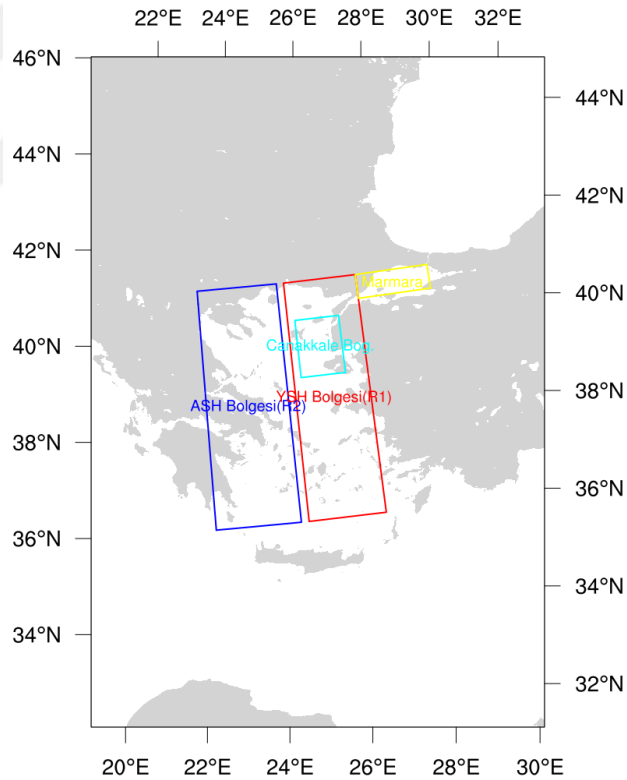 22°E 24°E 26°E 28°E 30°E 32°E
46°N
44°N
44°N
42°N
42°N
Marmara
40°N
40°N
Canakkale Bog.
38°N
YSH Bolgesi(R1)
ASH Bolgesi(R2)
38°N
36°N
36°N
34°N
34°N
32°N
20°E 22°E 24°E 26°E 28°E 30°E